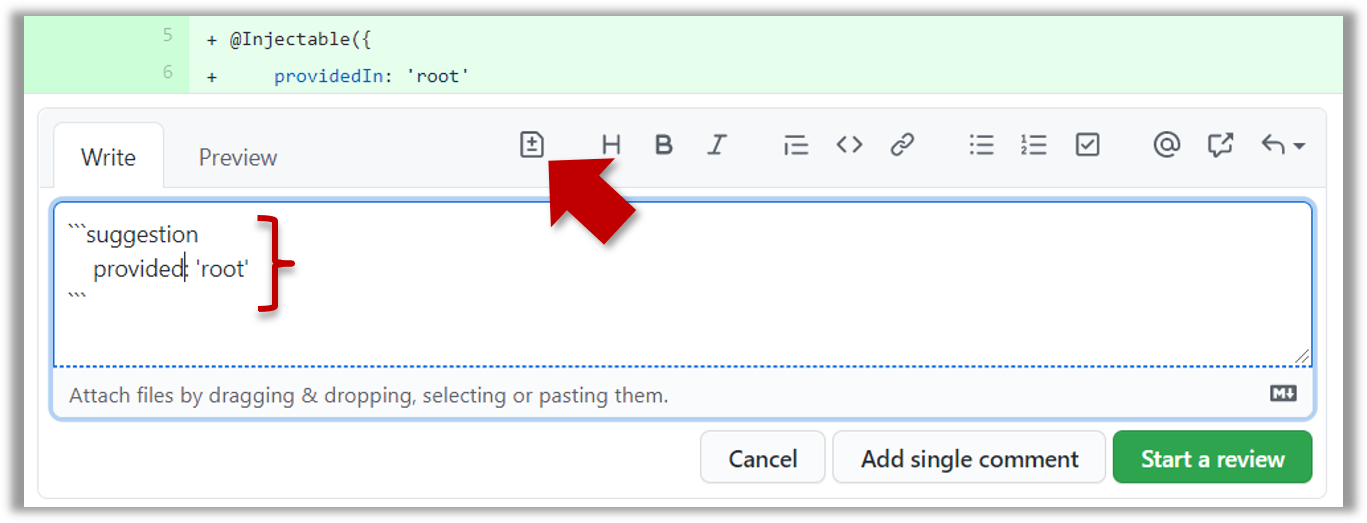 5 + @Injectable({
6 + providedIn: 'root'
Write Preview H B I
```suggestion
provided: 'root'
```
Attach files by dragging & dropping, selecting or pasting them. M↓
Cancel Add single comment Start a review